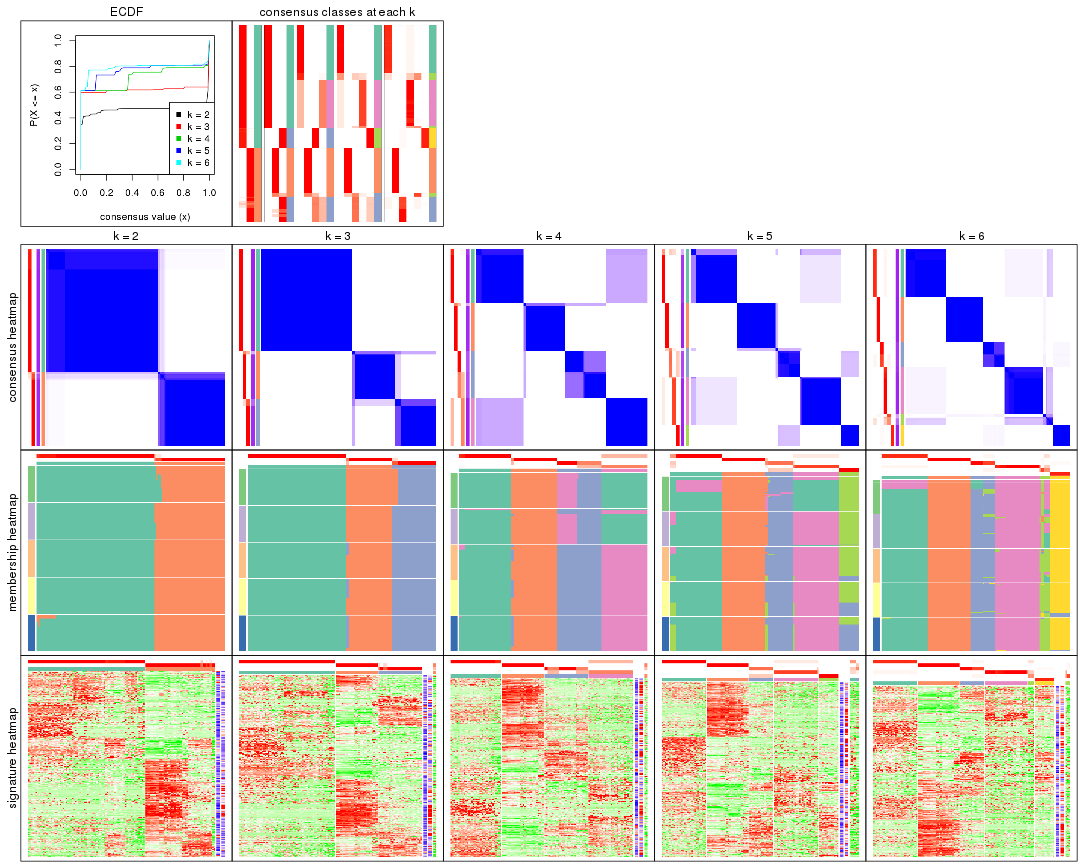 ECDF
consensus classes at each k
P(X <= x)
0.0 0.2 0.4 0.6 0.8 1.0
k = 2
k = 3
k = 4
k = 5
k = 6
0.0 0.2 0.4 0.6 0.8 1.0
consensus value (x)
k = 2
k = 3
k = 4
k = 5
k = 6
consensus heatmap
membership heatmap
signature heatmap